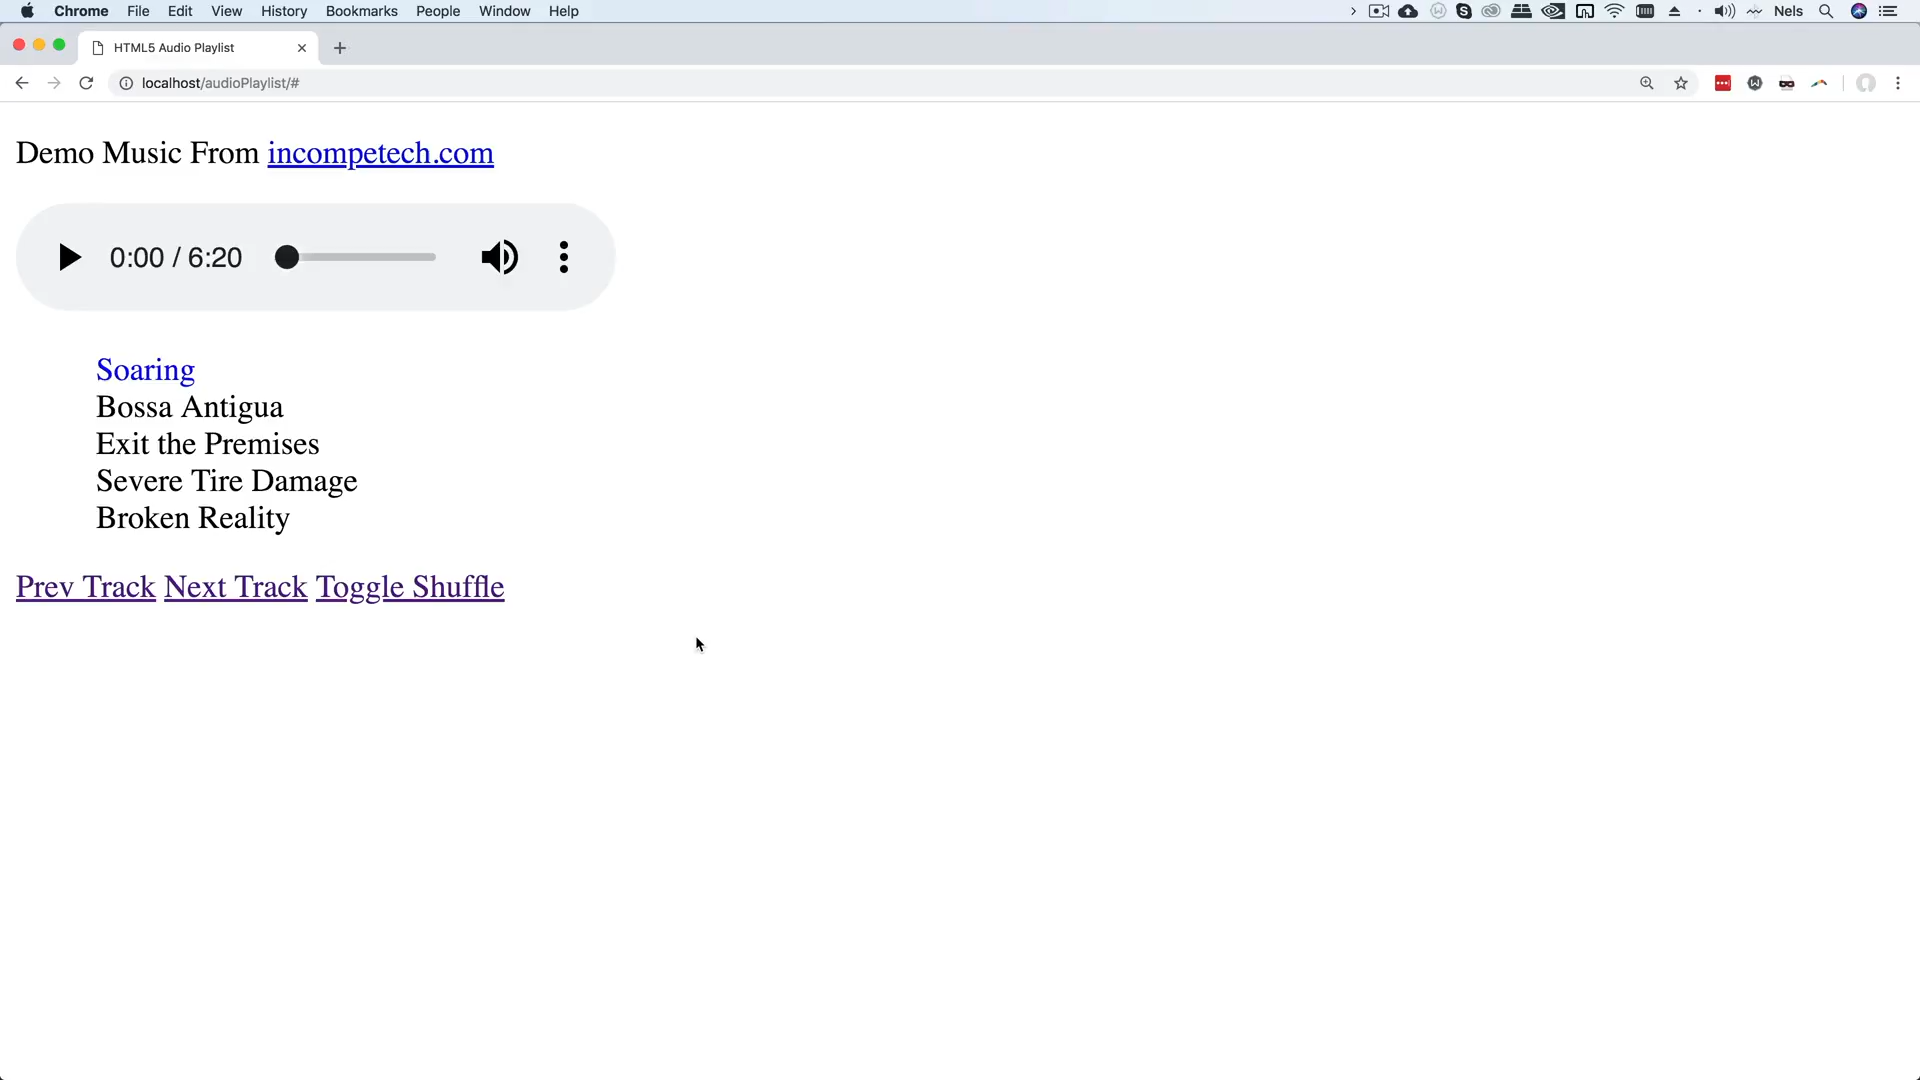 Chrome File Edit View History Bookmarks People Window Help Nels
HTML5 Audio Playlist
localhost/audioPlaylist/#
Demo Music From incompetech.com
0:00 / 6:20
Soaring
Bossa Antigua
Exit the Premises
Severe Tire Damage
Broken Reality
Prev Track Next Track Toggle Shuffle